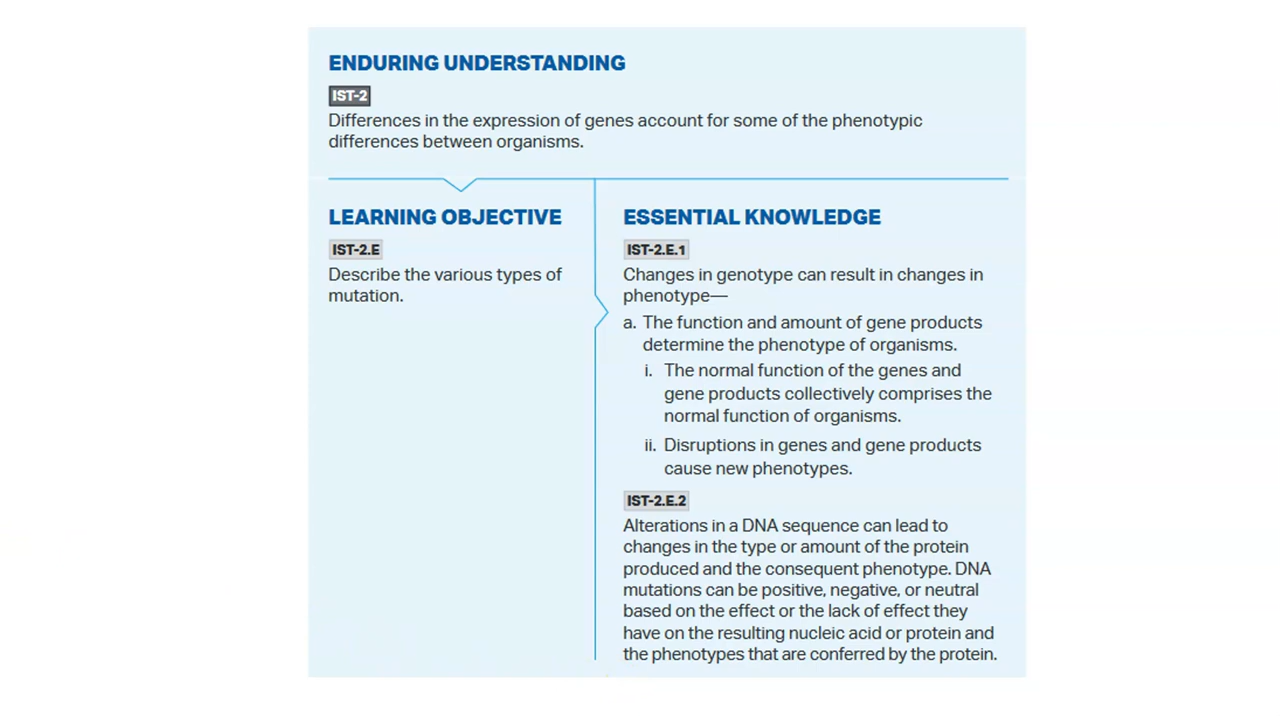 ENDURING UNDERSTANDING
IST-2
Differences in the expression of genes account for some of the phenotypic
differences between organisms.
LEARNING OBJECTIVE
IST-2.E
Describe the various types of
mutation.
ESSENTIAL KNOWLEDGE
IST-2.E.1
Changes in genotype can result in changes in
phenotype—
a. The function and amount of gene products
determine the phenotype of organisms.
i. The normal function of the genes and
gene products collectively comprises the
normal function of organisms.
ii. Disruptions in genes and gene products
cause new phenotypes.
IST-2.E.2
Alterations in a DNA sequence can lead to
changes in the type or amount of the protein
produced and the consequent phenotype. DNA
mutations can be positive, negative, or neutral
based on the effect or the lack of effect they
have on the resulting nucleic acid or protein and
the phenotypes that are conferred by the protein.